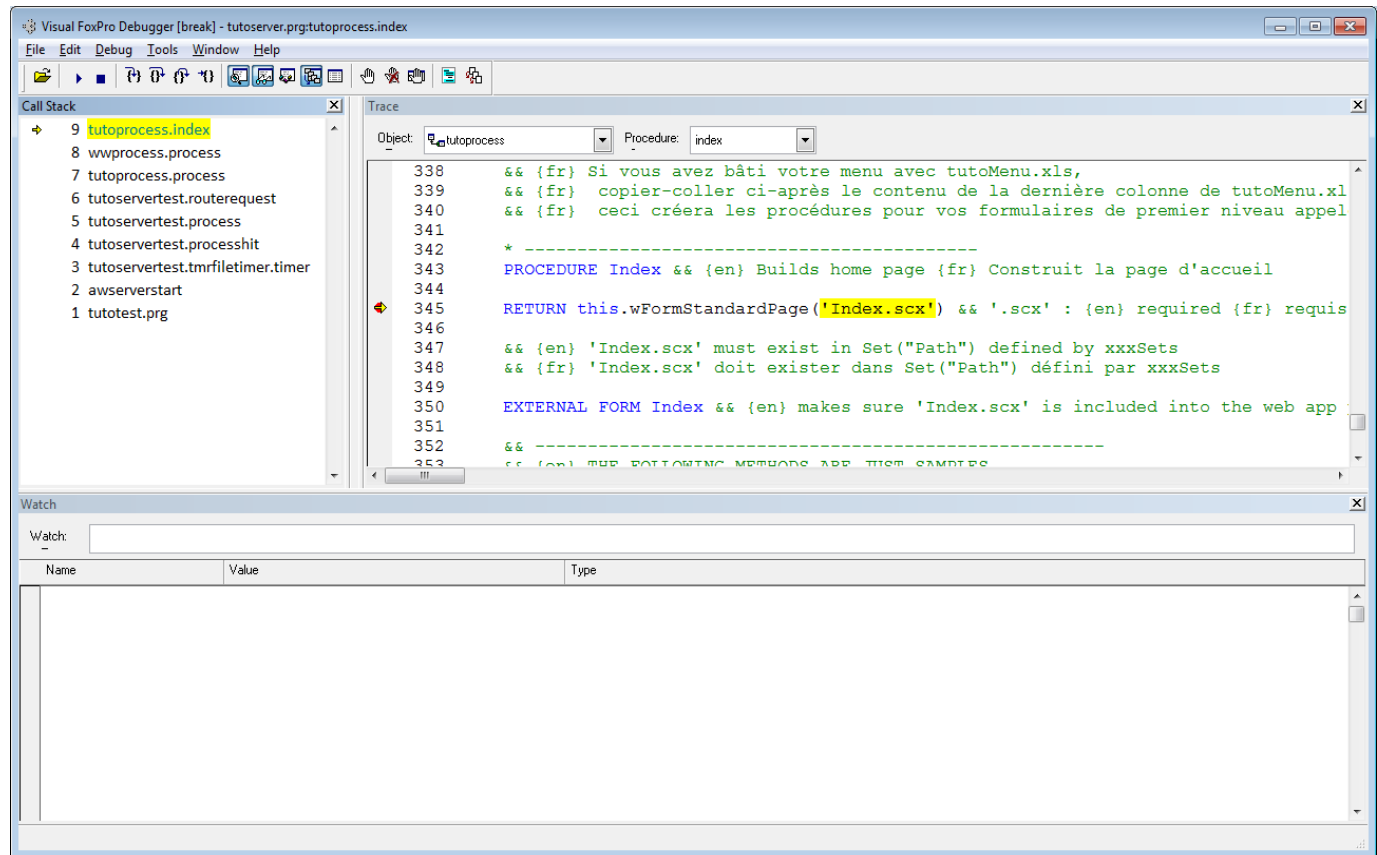 Visual FoxPro Debugger [break] - tutoserver.prg:tutoprocess.index
File Edit Debug Tools Window Help
Call Stack
9 tutoprocess.index
8 wwprocess.process
7 tutoprocess.process
6 tutoservertest.routerequest
5 tutoservertest.process
4 tutoservertest.processhit
3 tutoservertest.tmrfiletimer.timer
2 awserverstart
1 tutotest.prg
Trace
Object: tutoprocess Procedure: index
338 && {fr} Si vous avez bâti votre menu avec tutoMenu.xls,
339 && {fr} copier-coller ci-après le contenu de la dernière colonne de tutoMenu.xl
340 && {fr} ceci créera les procédures pour vos formulaires de premier niveau appel
341
342 * -------------------------------------------
343 PROCEDURE Index && {en} Builds home page {fr} Construit la page d'accueil
344
345 RETURN this.wFormStandardPage('Index.scx') && '.scx' : {en} required {fr} requis
346
347 && {en} 'Index.scx' must exist in Set("Path") defined by xxxSets
348 && {fr} 'Index.scx' doit exister dans Set("Path") défini par xxxSets
349
350 EXTERNAL FORM Index && {en} makes sure 'Index.scx' is included into the web app
351
352 && ------------------------------------------------------
353 && {en} THE FOLLOWING METHODS ARE JUST SAMPLES
Watch
Watch:
Name Value Type